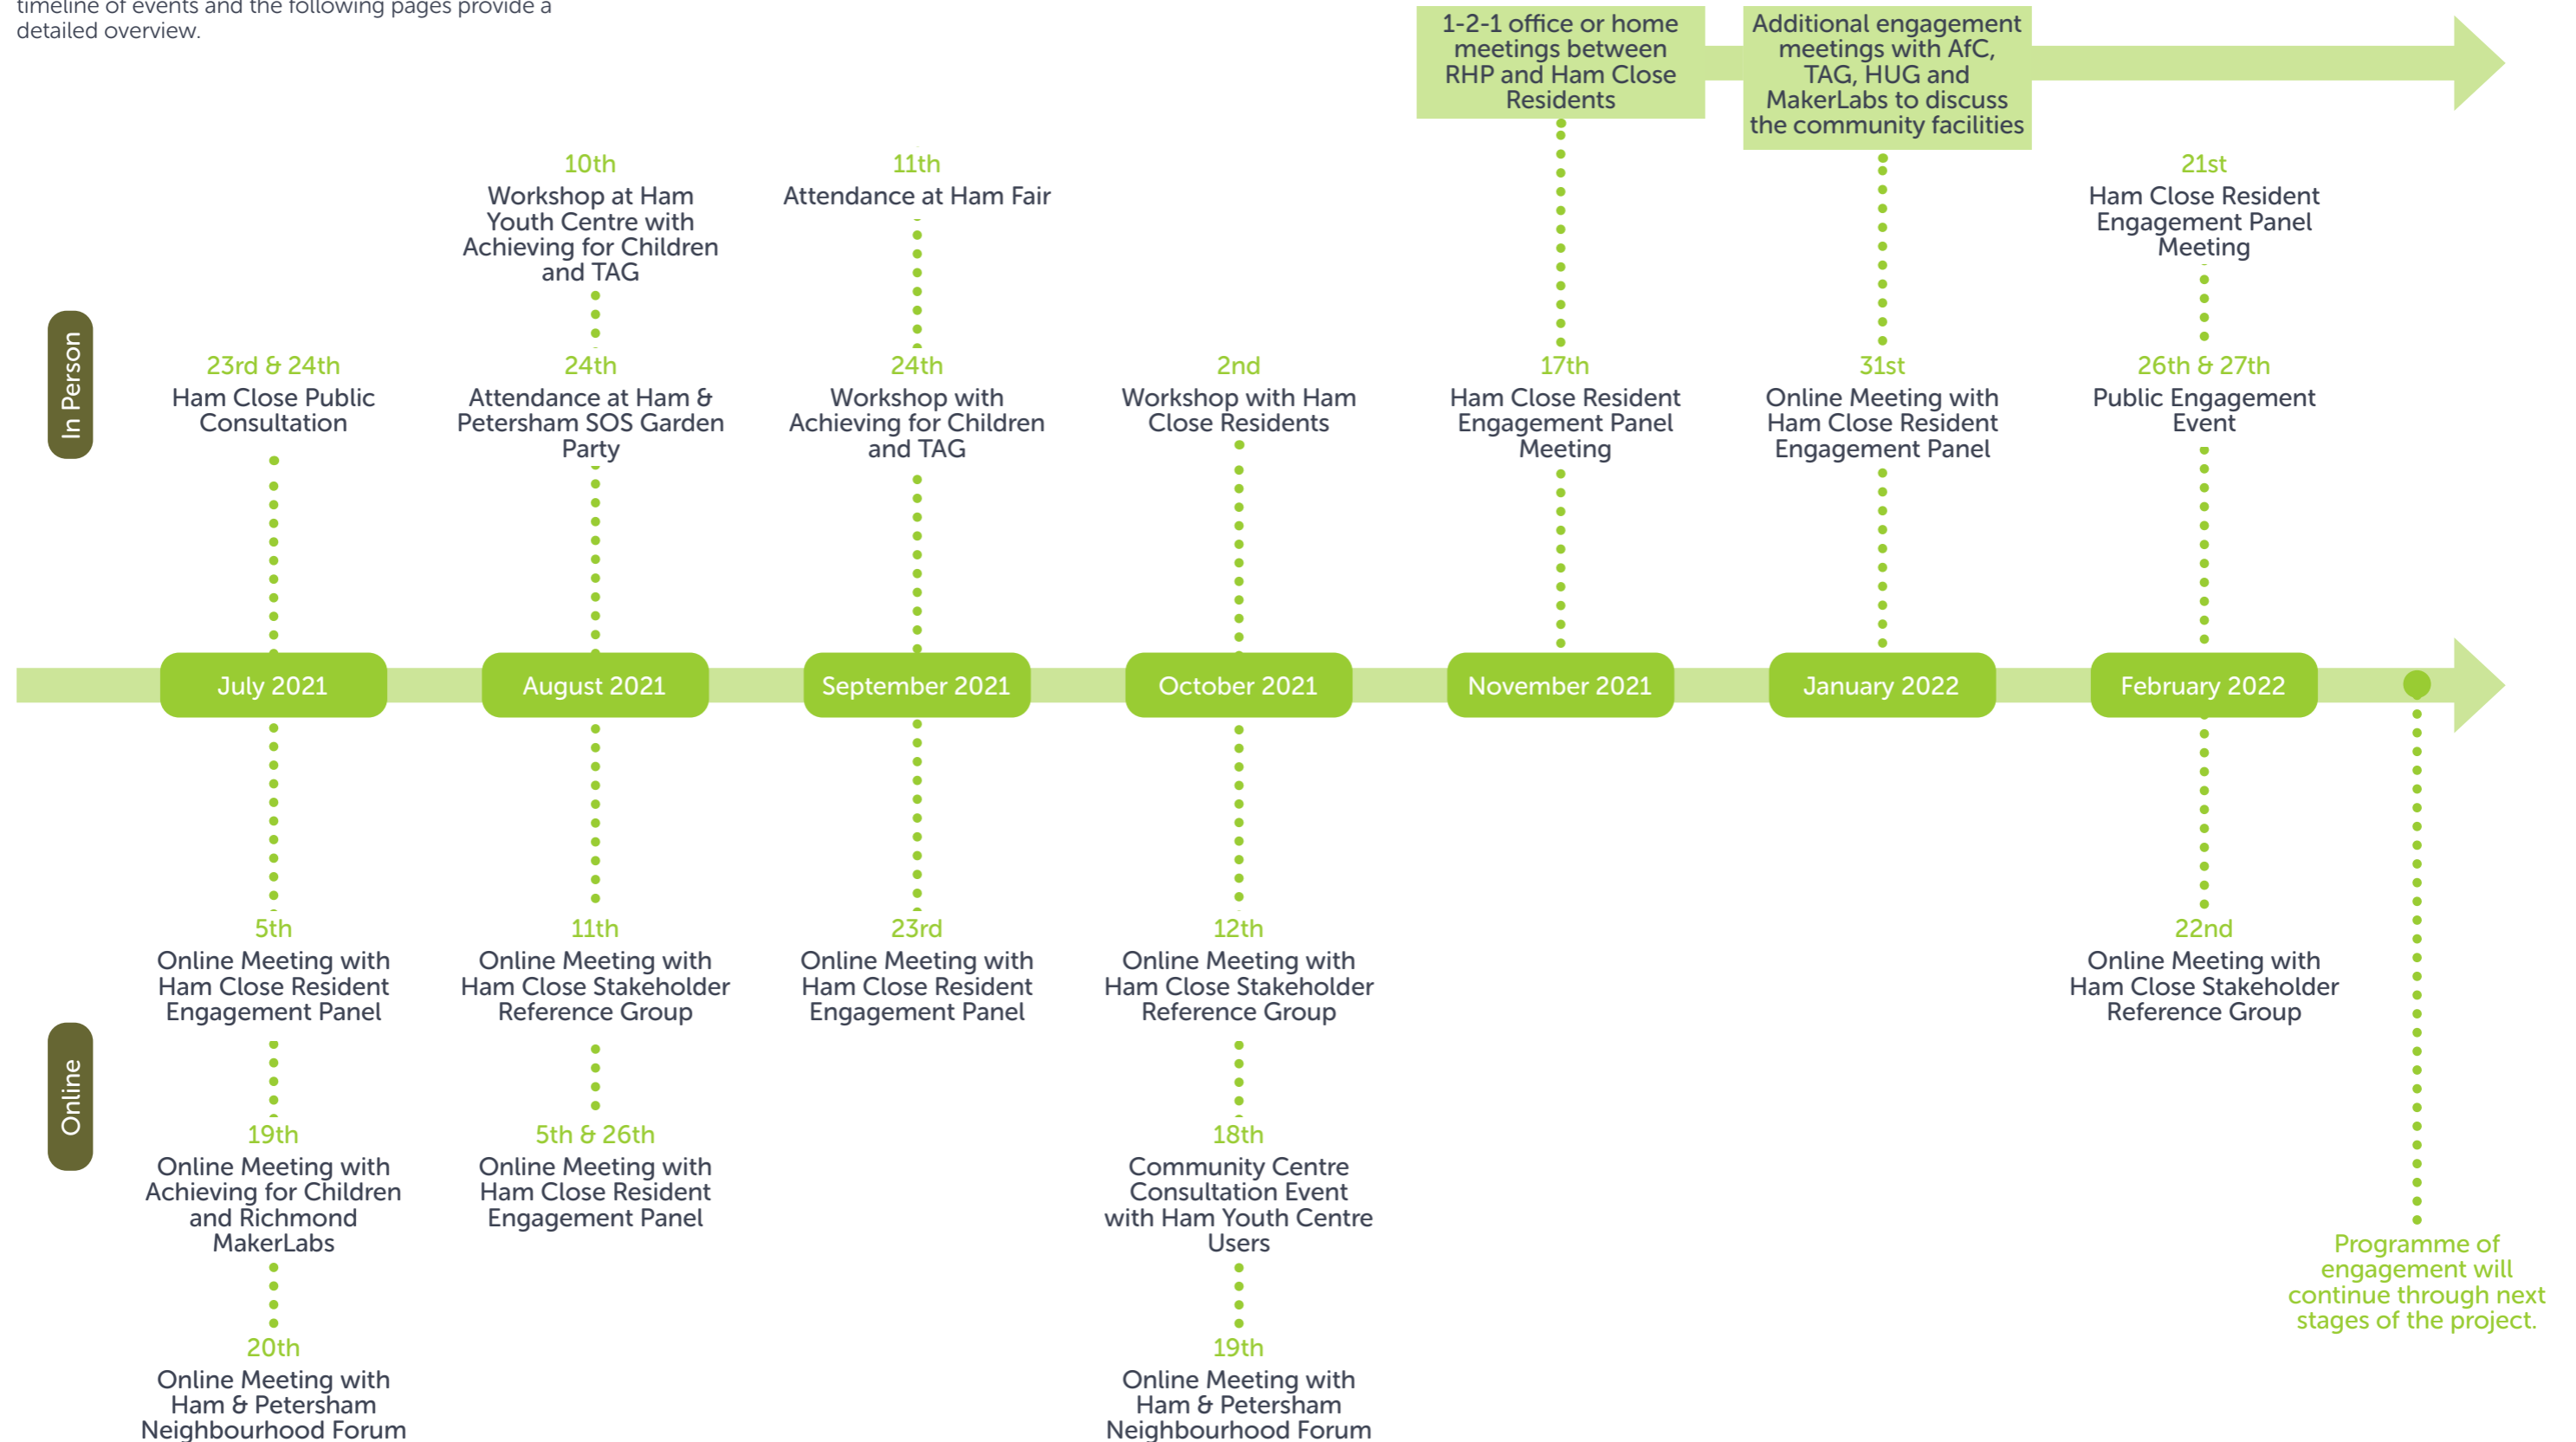 timeline of events and the following pages provide a
detailed overview.
1-2-1 office or home
meetings between
RHP and Ham Close
Residents
Additional engagement
meetings with AfC,
TAG, HUG and
MakerLabs to discuss
the community facilities
In Person
23rd & 24th
Ham Close Public
Consultation
10th
Workshop at Ham
Youth Centre with
Achieving for Children
and TAG
24th
Attendance at Ham &
Petersham SOS Garden
Party
11th
Attendance at Ham Fair
24th
Workshop with
Achieving for Children
and TAG
2nd
Workshop with Ham
Close Residents
17th
Ham Close Resident
Engagement Panel
Meeting
31st
Online Meeting with
Ham Close Resident
Engagement Panel
21st
Ham Close Resident
Engagement Panel
Meeting
26th & 27th
Public Engagement
Event
July 2021
August 2021
September 2021
October 2021
November 2021
January 2022
February 2022
Online
5th
Online Meeting with
Ham Close Resident
Engagement Panel
19th
Online Meeting with
Achieving for Children
and Richmond
MakerLabs
20th
Online Meeting with
Ham & Petersham
Neighbourhood Forum
11th
Online Meeting with
Ham Close Stakeholder
Reference Group
5th & 26th
Online Meeting with
Ham Close Resident
Engagement Panel
23rd
Online Meeting with
Ham Close Resident
Engagement Panel
12th
Online Meeting with
Ham Close Stakeholder
Reference Group
18th
Community Centre
Consultation Event
with Ham Youth Centre
Users
19th
Online Meeting with
Ham & Petersham
Neighbourhood Forum
22nd
Online Meeting with
Ham Close Stakeholder
Reference Group
Programme of
engagement will
continue through next
stages of the project.